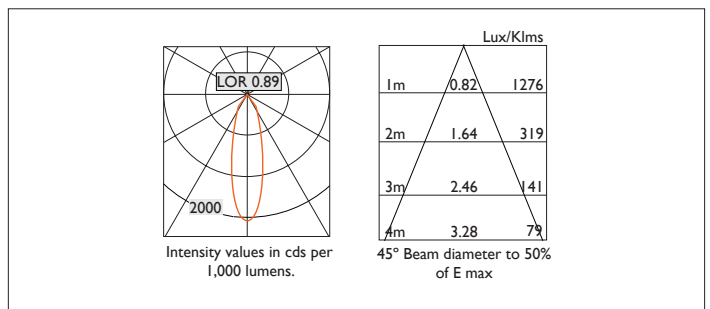 Lux/Klms
LOR 0.89
1m 0.82 1276
2m 1.64 319
3m 2.46 141
2000
4m 3.28 79
Intensity values in cds per
1,000 lumens.
45º Beam diameter to 50%
of E max